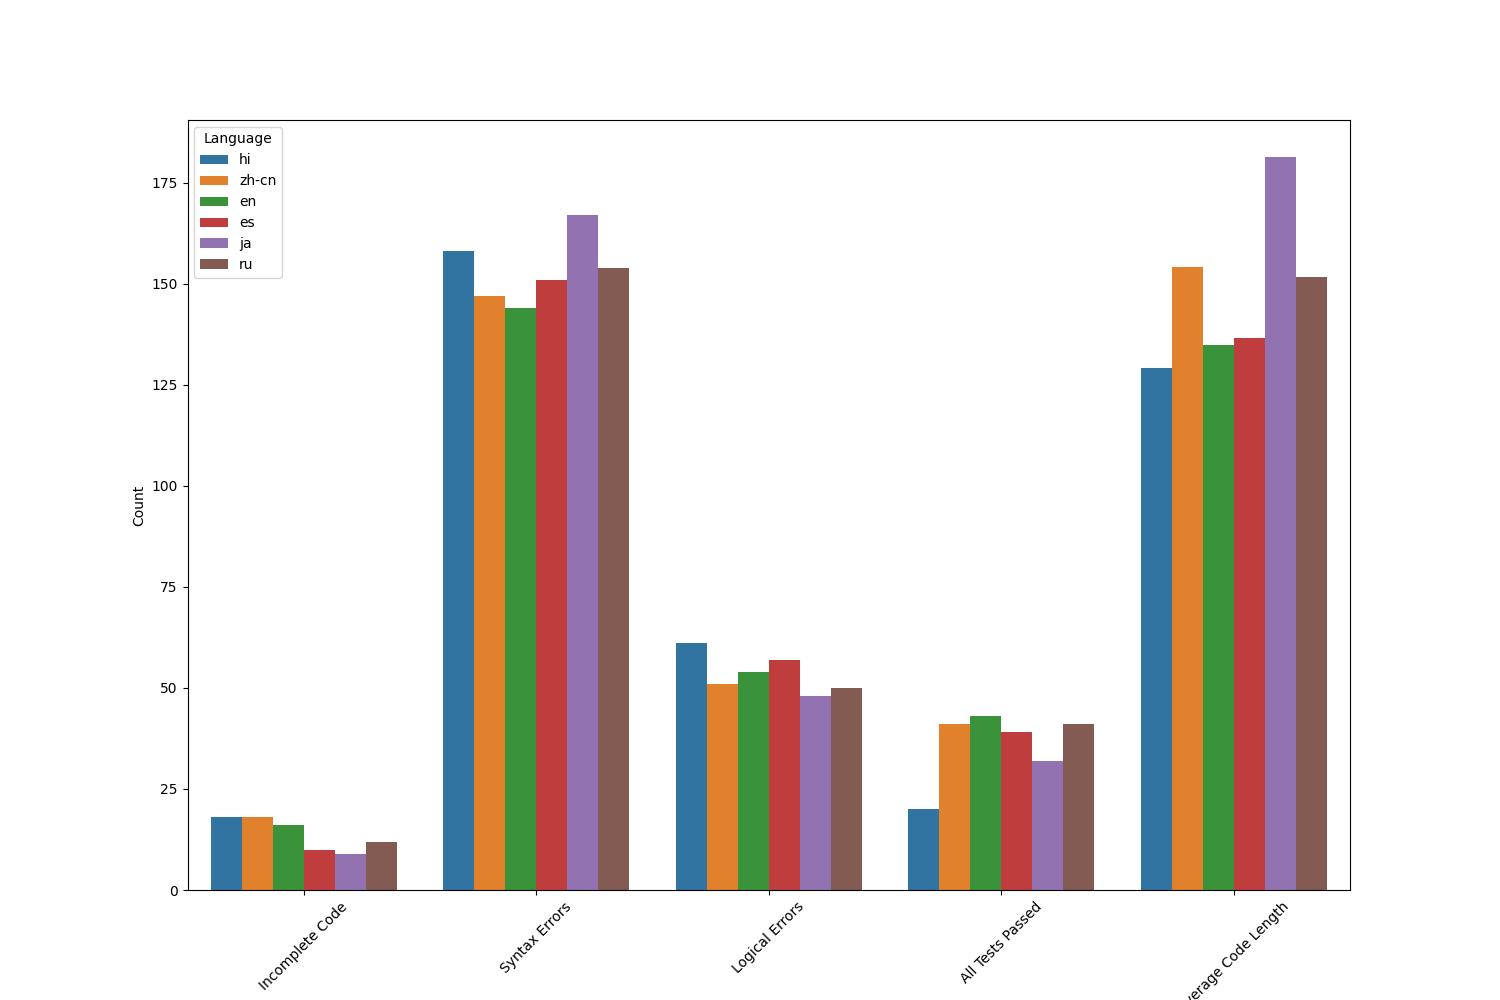 Language
hi
zh-cn
en
es
ja
ru
175
150
125
100
75
50
25
0
Count
Incomplete Code
Syntax Errors
Logical Errors
All Tests Passed
Code Length